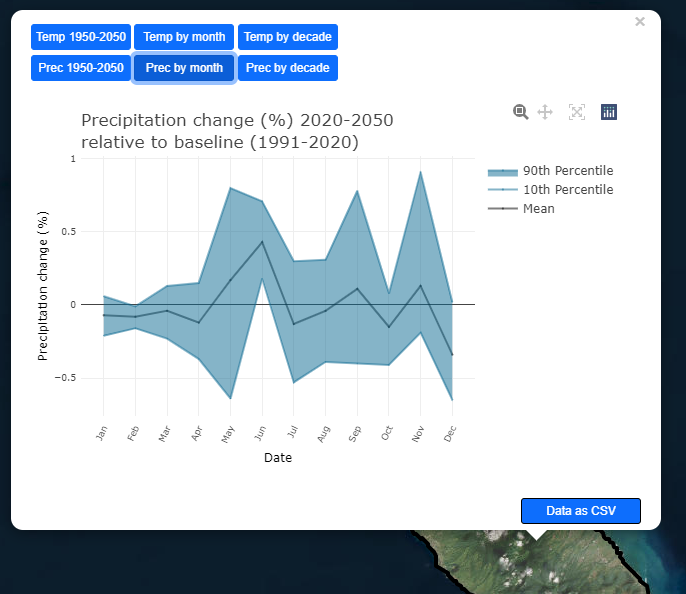 ×
Temp 1950-2050 Temp by month Temp by decade
Prec 1950-2050 Prec by month Prec by decade
Precipitation change (%) 2020-2050
relative to baseline (1991-2020)
1
0.5
0
−0.5
Precipitation change (%)
90th Percentile
10th Percentile
Mean
Jan Feb Mar Apr May Jun Jul Aug Sep Oct Nov Dec
Date
Data as CSV